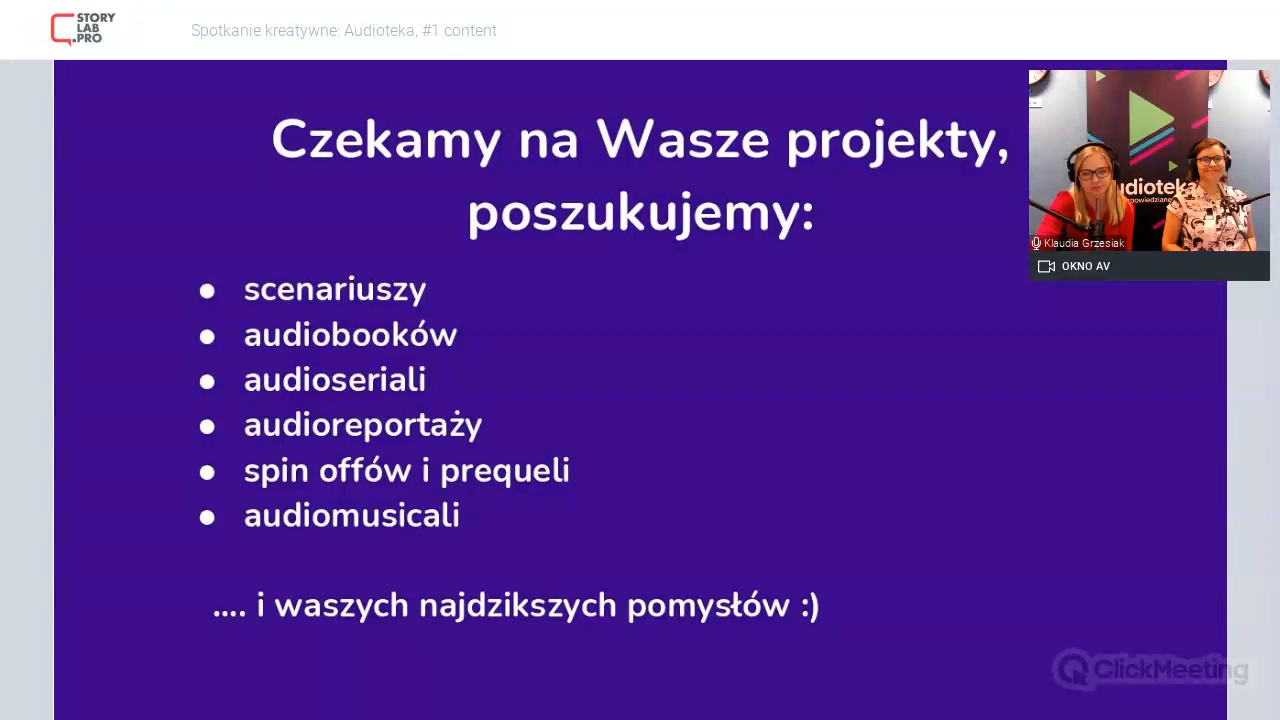 STORY
LAB
.PRO
Spotkanie kreatywne: Audioteka, #1 content
Czekamy na Wasze projekty,
poszukujemy:
● scenariuszy
● audiobooków
● audioseriali
● audioreportaży
● spin offów i prequeli
● audiomusicali
.... i waszych najdzikszych pomysłów :)
udioteka
Klaudia Grzesiak
OKNO AV
ClickMeeting